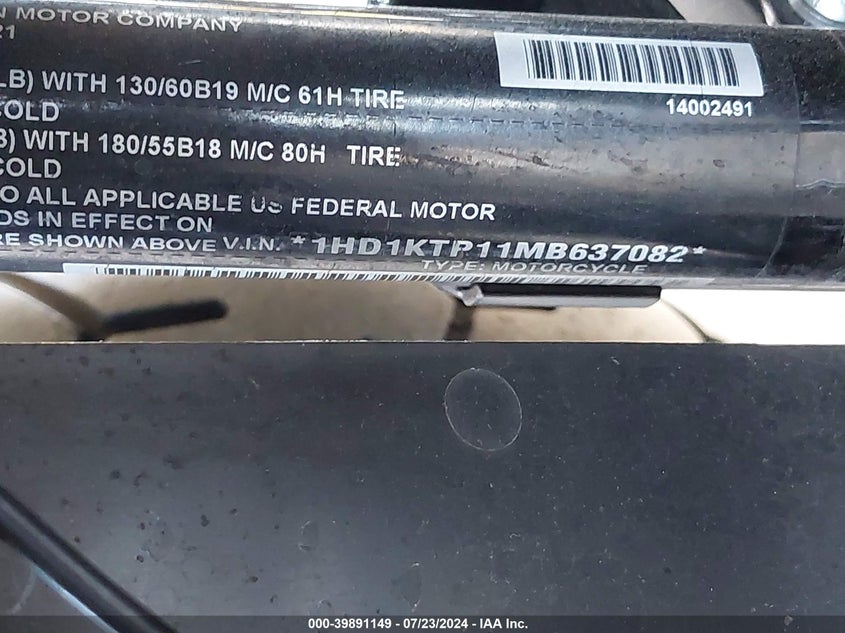 N MOTOR COMPANY
21
LB) WITH 130/60B19 M/C 61H TIRE
COLD
B) WITH 180/55B18 M/C 80H TIRE
COLD
O ALL APPLICABLE US FEDERAL MOTOR
DS IN EFFECT ON
RE SHOWN ABOVE V.I.N. *1HD1KTP11MB637082*
TYPE: MOTORCYCLE
14002491
000-39891149 - 07/23/2024 - IAA Inc.